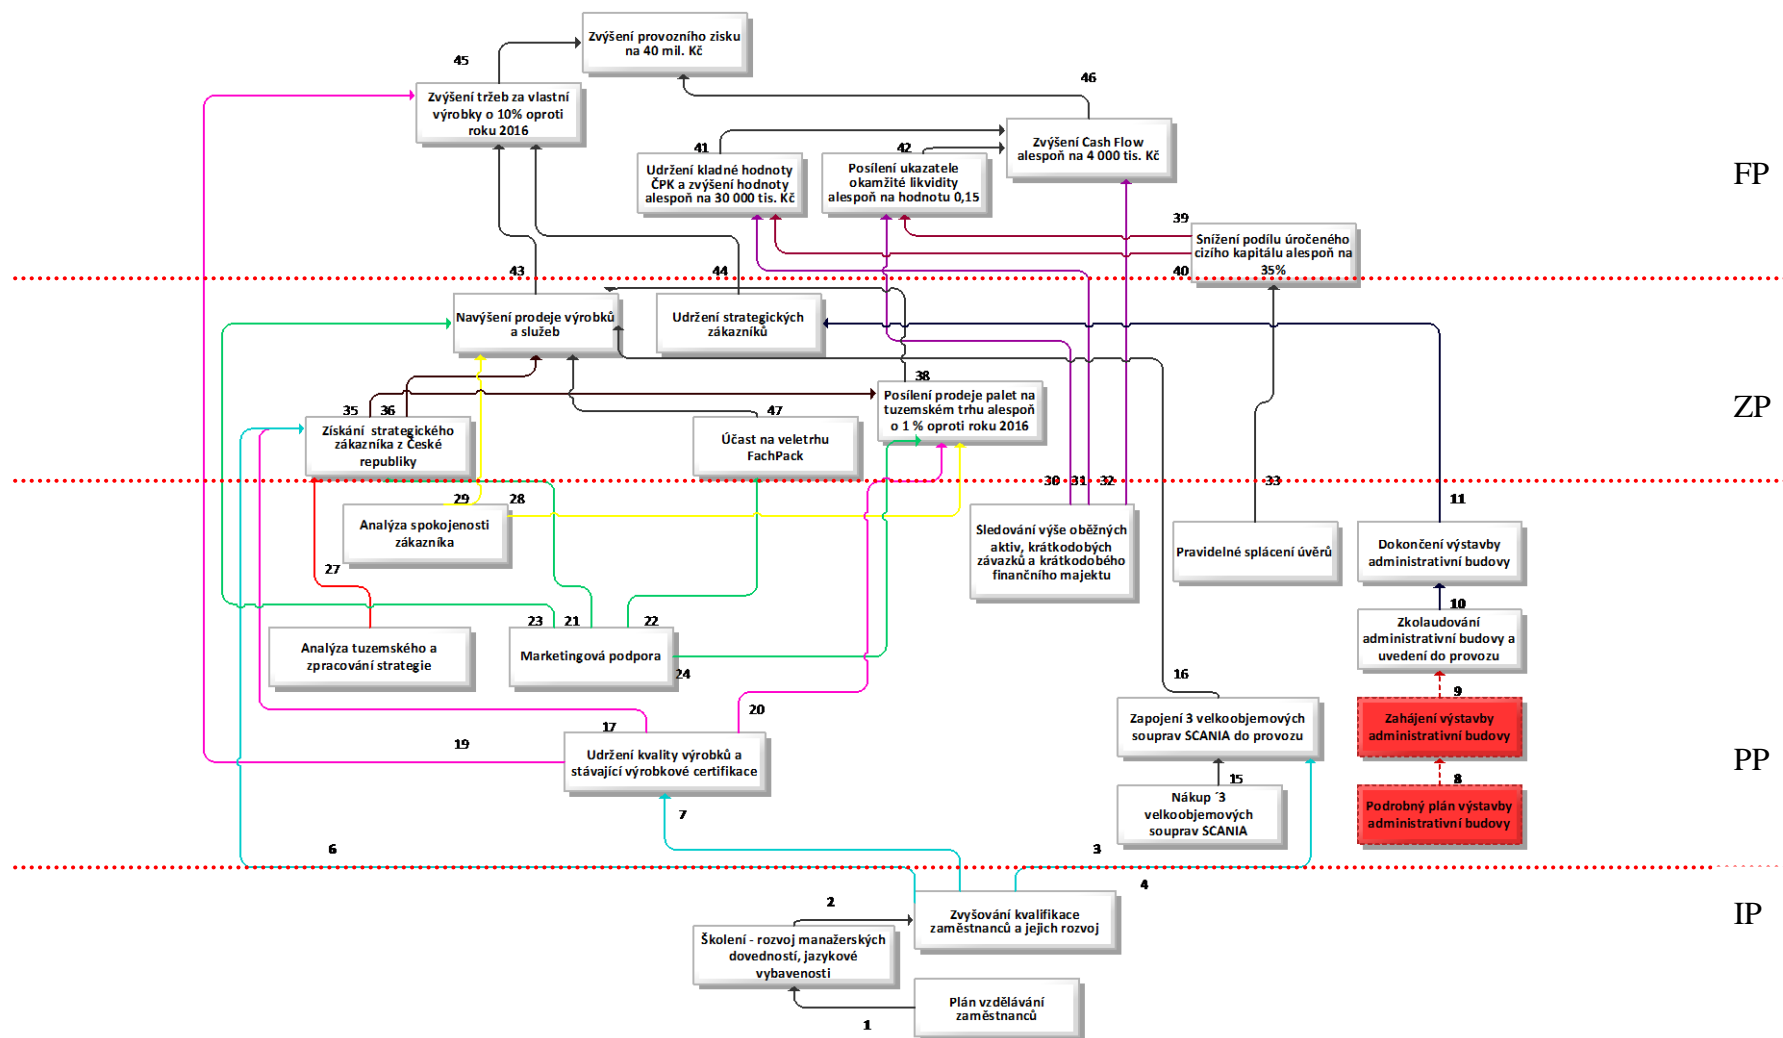 Zvýšení provozního zisku
na 40 mil. Kč
45
46
Zvýšení tržeb za vlastní
výrobky o 10% oproti
roku 2016
41
42
Zvýšení Cash Flow
alespoň na 4 000 tis. Kč
Udržení kladné hodnoty
ČPK a zvýšení hodnoty
alespoň na 30 000 tis. Kč
Posílení ukazatele
okamžité likvidity
alespoň na hodnotu 0,15
FP
39
Snížení podílu úročeného
cizího kapitálu alespoň na
35%
43
44
40
Navýšení prodeje výrobků
a služeb
Udržení strategických
zákazníků
38
Posílení prodeje palet na
tuzemském trhu alespoň
o 1 % oproti roku 2016
ZP
35
36
47
Získání strategického
zákazníka z České
republiky
Účast na veletrhu
FachPack
29
28
30
31
32
33
11
Analýza spokojenosti
zákazníka
Sledování výše oběžných
aktiv, krátkodobých
závazků a krátkodobého
finančního majektu
Pravidelné splácení úvěrů
Dokončení výstavby
administrativní budovy
27
10
Zkolaudování
administrativní budovy a
uvedení do provozu
23
21
22
Analýza tuzemského a
zpracování strategie
Marketingová podpora
24
16
9
20
Zapojení 3 velkoobjemových
souprav SCANIA do provozu
Zahájení výstavby
administrativní budovy
17
19
Udržení kvality výrobků a
stávající výrobkové certifikace
PP
15
8
Nákup ´3
velkoobjemových
souprav SCANIA
Podrobný plán výstavby
administrativní budovy
7
6
3
4
2
Zvyšování kvalifikace
zaměstnanců a jejich rozvoj
IP
Školení - rozvoj manažerských
dovedností, jazykové
vybavenosti
Plán vzdělávání
zaměstnanců
1